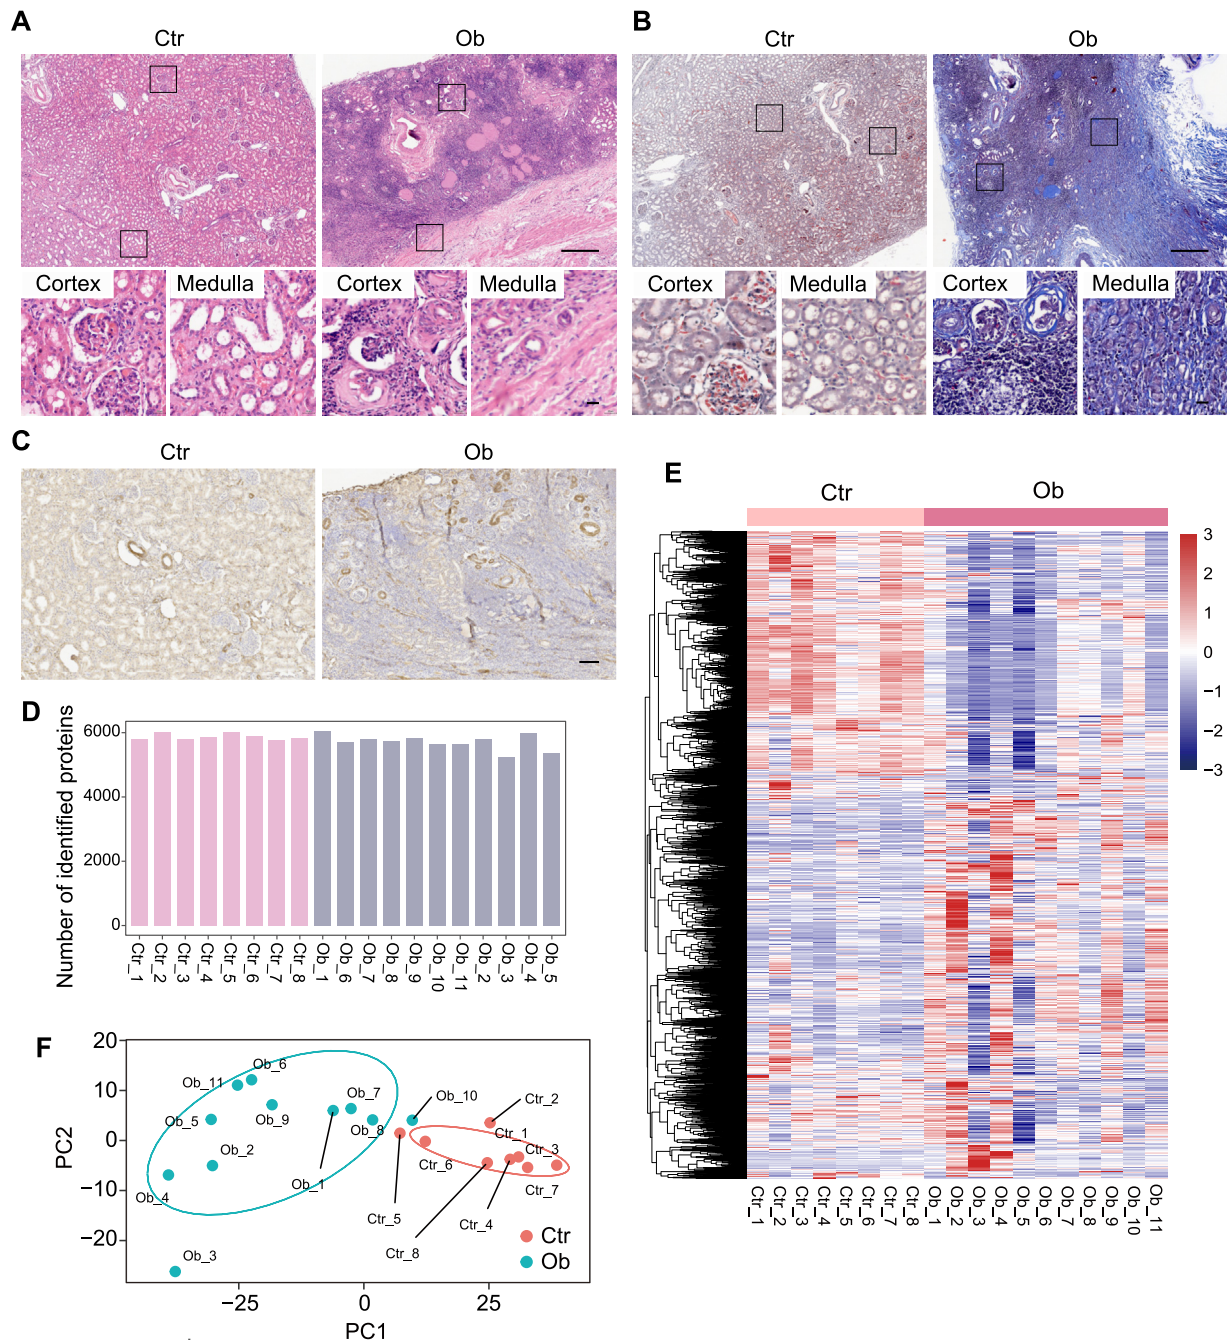 A
Ctr
Ob
Cortex
Medulla
Cortex
Medulla
B
Ctr
Ob
Cortex
Medulla
Cortex
Medulla
C
Ctr
Ob
D
Number of identified proteins
6000
4000
2000
0
Ctr_1
Ctr_2
Ctr_3
Ctr_4
Ctr_5
Ctr_6
Ctr_7
Ctr_8
Ob_1
Ob_6
Ob_7
Ob_8
Ob_9
Ob_10
Ob_11
Ob_2
Ob_3
Ob_4
Ob_5
E
Ctr
Ob
3
2
1
0
−1
−2
−3
Ctr_1
Ctr_2
Ctr_3
Ctr_4
Ctr_5
Ctr_6
Ctr_7
Ctr_8
Ob_1
Ob_2
Ob_3
Ob_4
Ob_5
Ob_6
Ob_7
Ob_8
Ob_9
Ob_10
Ob_11
F
PC2
20
10
0
−10
−20
Ob_6
Ob_11
Ob_7
Ob_10
Ctr_2
Ob_5
Ob_9
Ob_8
Ctr_1
Ob_2
Ctr_6
Ctr_3
Ob_4
Ob_1
Ctr_7
Ctr_5
Ctr_4
Ob_3
Ctr_8
Ctr
Ob
−25
0
25
PC1